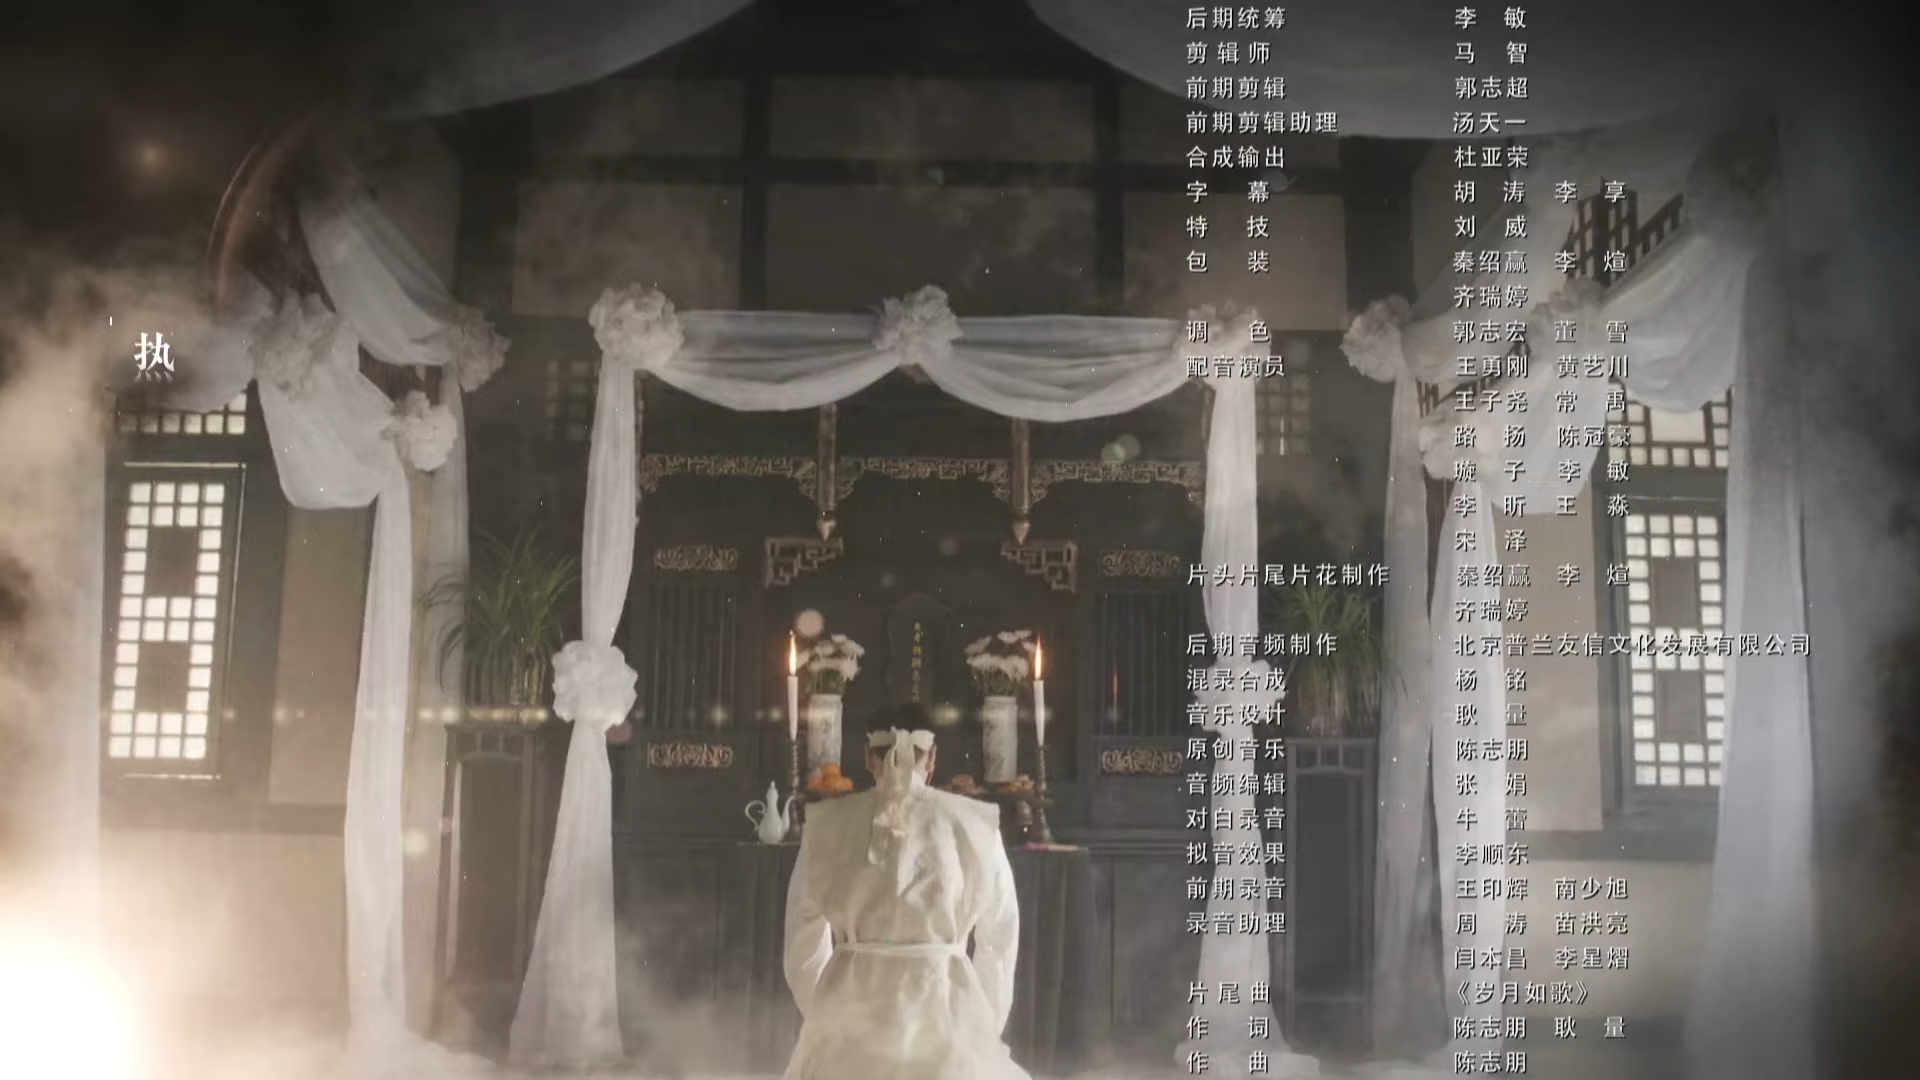 后期统筹 李敏
剪辑师 马智
前期剪辑 郭志超
前期剪辑助理 汤天一
合成输出 杜亚荣
字幕 胡涛 李享
特技 刘威
包装 秦绍赢 李煊
齐瑞婷
调色 郭志宏 董雪
配音演员 王勇刚 黄艺川
王子尧 常禹
路扬 陈冠豪
璇子 李敏
李昕 王淼
宋泽
片头片尾片花制作 秦绍赢 李煊
齐瑞婷
后期音频制作 北京普兰友信文化发展有限公司
混录合成 杨铭
音乐设计 耿量
原创音乐 陈志朋
音频编辑 张娟
对白录音 牛蕾
拟音效果 李顺东
前期录音 王印辉 南少旭
录音助理 周涛 苗洪亮
闫本昌 李星熠
片尾曲 《岁月如歌》
作词 陈志朋 耿量
作曲 陈志朋